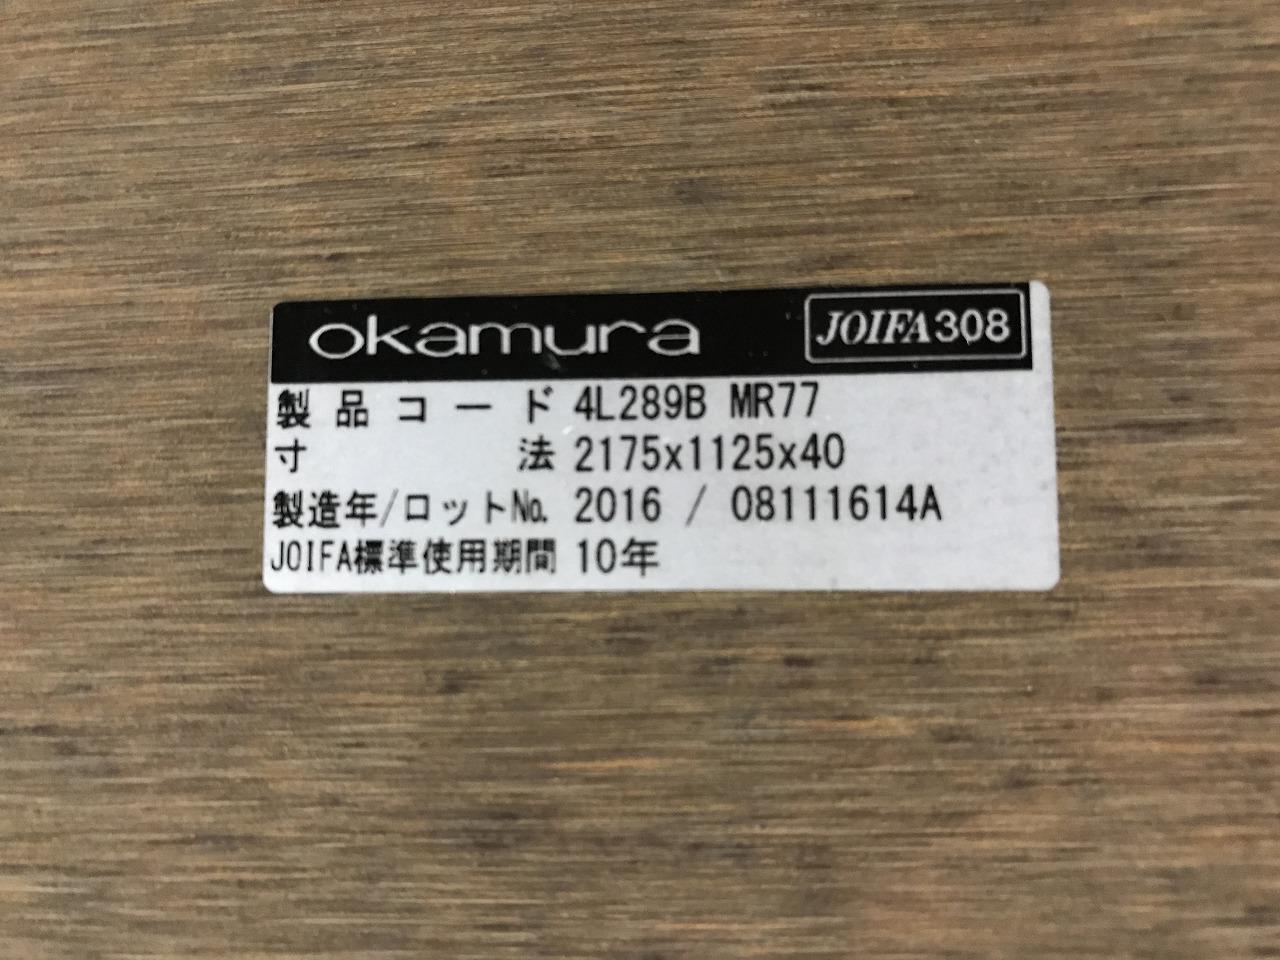 okamura JOIFA308
製品コード 4L289B MR77
寸法 2175x1125x40
製造年/ロットNo. 2016 / 08111614A
JOIFA標準使用期間 10年